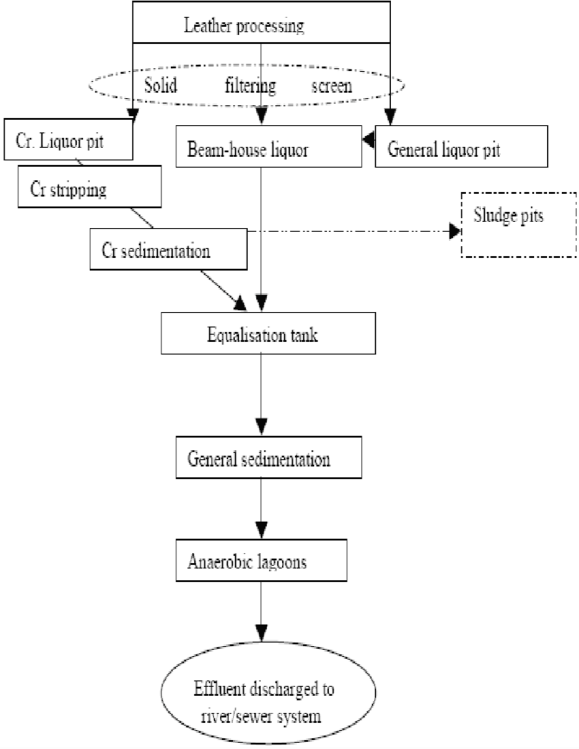 Leather processing
Solid filtering screen
Cr. Liquor pit
Beam-house liquor
General liquor pit
Cr stripping
Sludge pits
Cr sedimentation
Equalisation tank
General sedimentation
Anaerobic lagoons
Effluent discharged to
river/sewer system